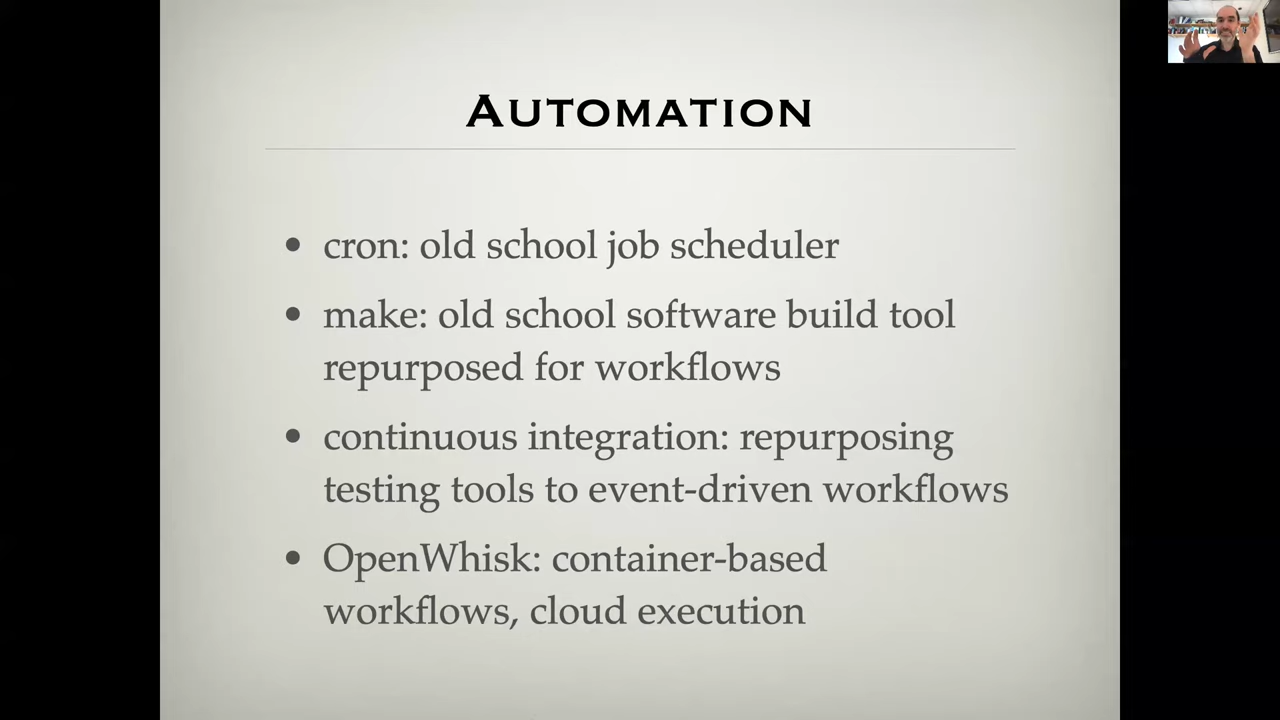 AUTOMATION
• cron: old school job scheduler
• make: old school software build tool
repurposed for workflows
• continuous integration: repurposing
testing tools to event-driven workflows
• OpenWhisk: container-based
workflows, cloud execution